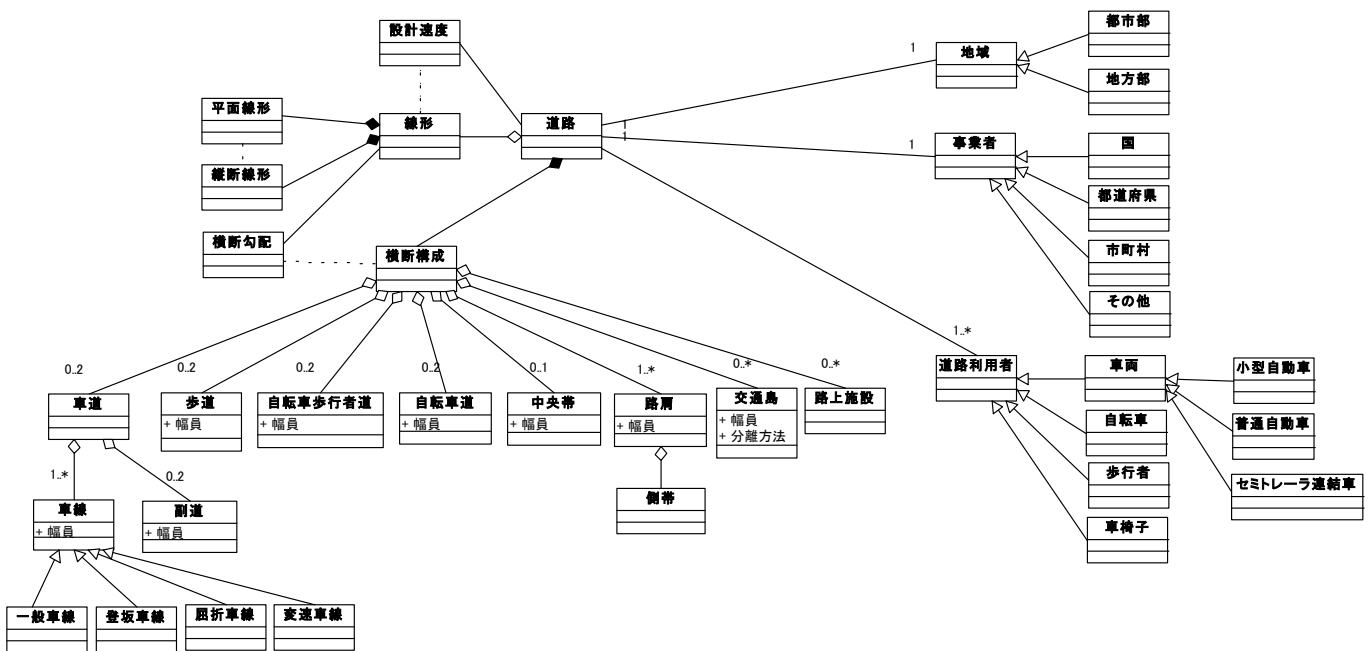 都市部
設計速度
地域
1
地方部
平面線形
線形
道路
1
1
事業者
国
1
縦断線形
都道府県
横断勾配
横断構成
市町村
その他
1..*
0..2
0..2
0..2
0..2
0..1
1..*
0..*
0..*
道路利用者
車両
小型自動車
車道
歩道
+ 幅員
自転車歩行者道
+ 幅員
自転車道
+ 幅員
中央帯
+ 幅員
路肩
+ 幅員
交通島
+ 幅員
+ 分離方法
路上施設
自転車
普通自動車
1..*
0..2
歩行者
セミトレーラ連結車
車線
+ 幅員
副道
+ 幅員
側帯
車椅子
一般車線
登坂車線
屈折車線
変速車線